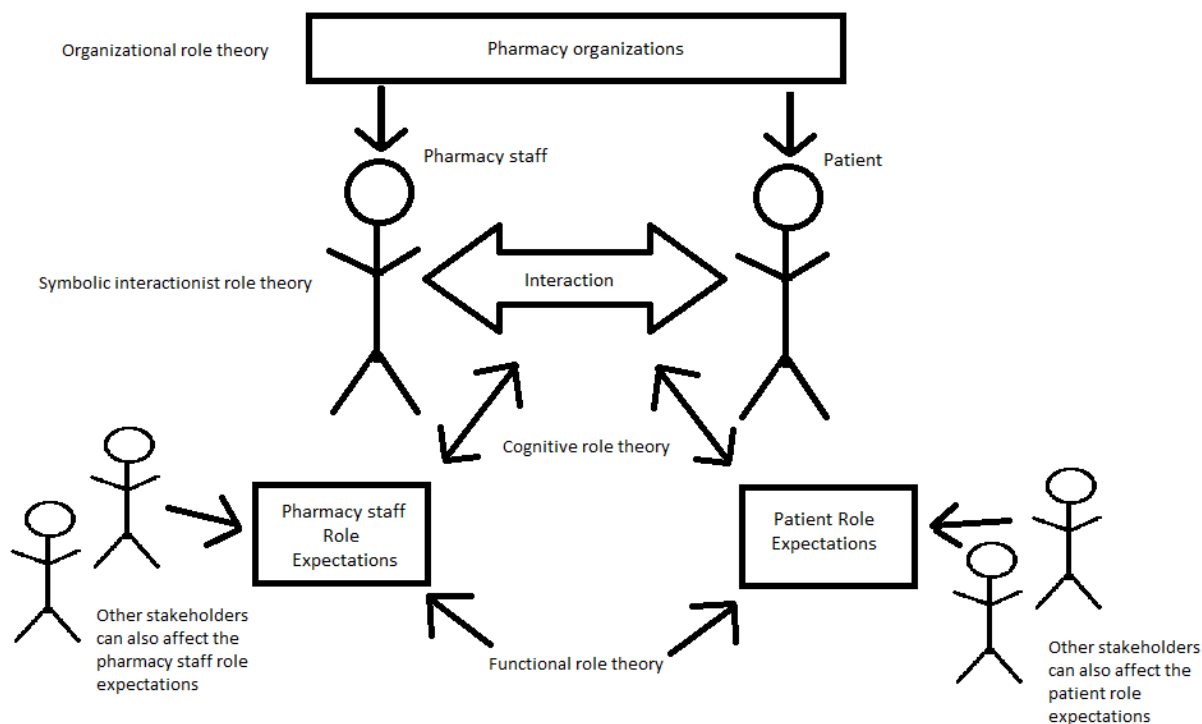 Organizational role theory
Pharmacy organizations
Pharmacy staff
Patient
Symbolic interactionist role theory
Interaction
Cognitive role theory
Pharmacy staff
Role
Expectations
Patient Role
Expectations
Other stakeholders
can also affect the
pharmacy staff role
expectations
Functional role theory
Other stakeholders
can also affect the
patient role
expectations